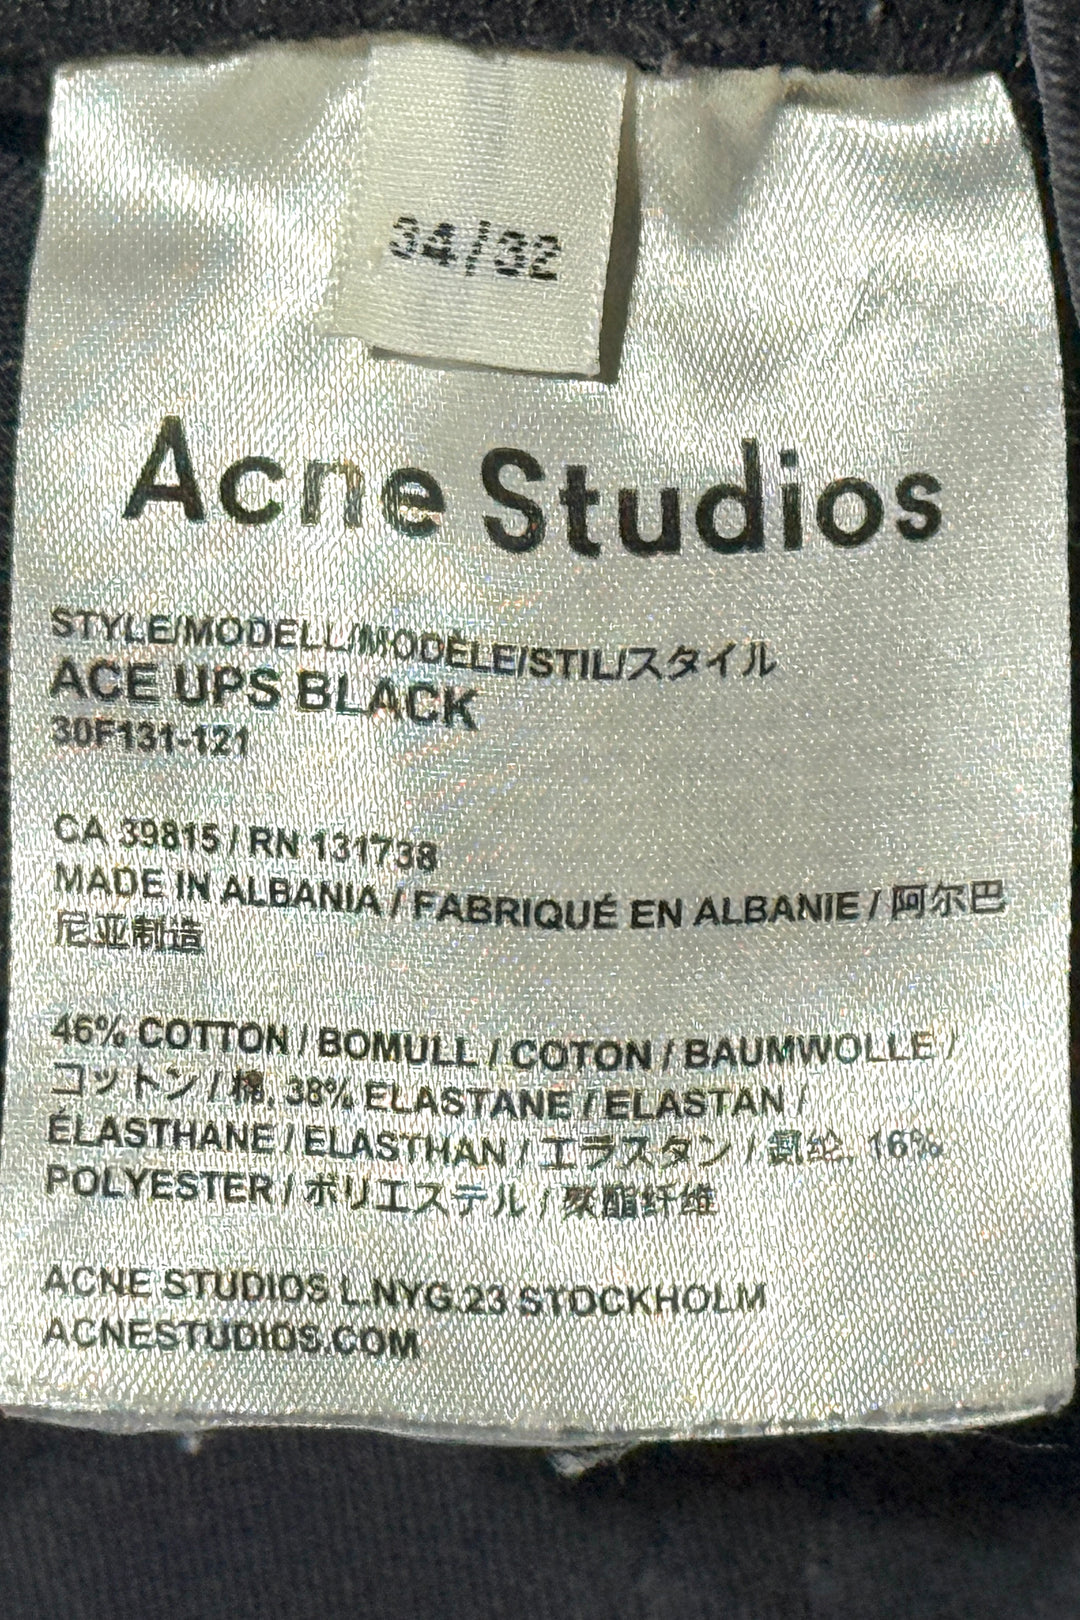 34/32
Acne Studios
STYLE/MODELL/MODÈLE/STIL/スタイル
ACE UPS BLACK
30F131-121
CA 39815 / RN 131738
MADE IN ALBANIA / FABRIQUÉ EN ALBANIE / 阿尔巴
尼亚制造
46% COTTON / BOMULL / COTON / BAUMWOLLE /
コットン / 棉, 38% ELASTANE / ELASTAN /
ÉLASTHANE / ELASTHAN / エラスタン / 氨纶, 16%
POLYESTER / ポリエステル / 聚酯纤维
ACNE STUDIOS L.NYG.23 STOCKHOLM
ACNESTUDIOS.COM